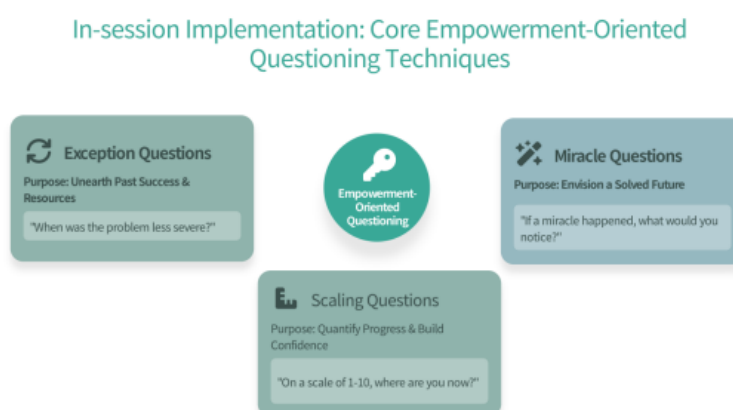 In-session Implementation: Core Empowerment-Oriented
Questioning Techniques
Exception Questions
Purpose: Unearth Past Success &
Resources
"When was the problem less severe?"
Empowerment-
Oriented
Questioning
Miracle Questions
Purpose: Envision a Solved Future
"If a miracle happened, what would you
notice?"
Scaling Questions
Purpose: Quantify Progress & Build
Confidence
"On a scale of 1-10, where are you now?"